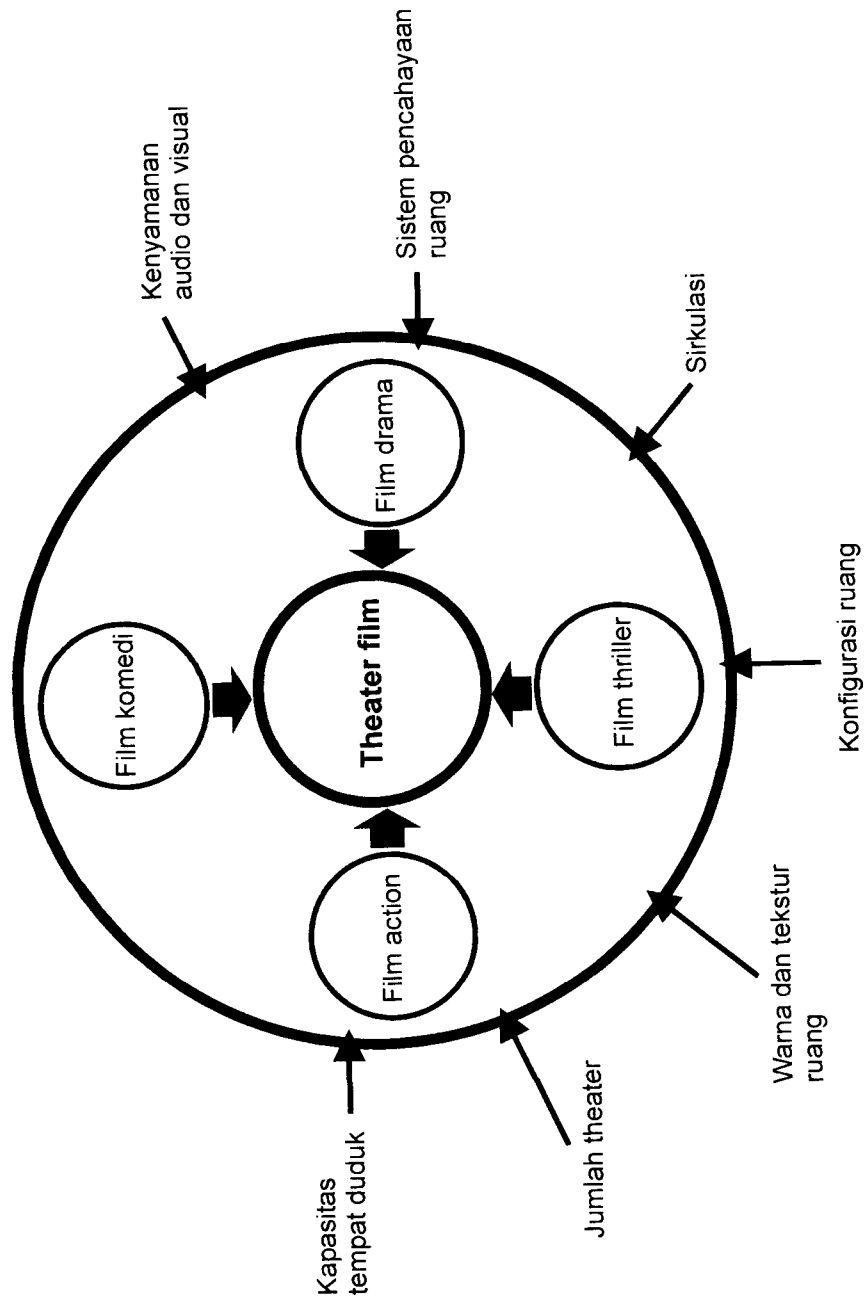 Kenyamanan
audio dan visual
Sistem pencahayaan
ruang
Sirkulasi
Konfigurasi ruang
Warna dan tekstur
ruang
Jumlah theater
Kapasitas
tempat duduk
Film komedi
Film drama
Film thriller
Film action
Theater film